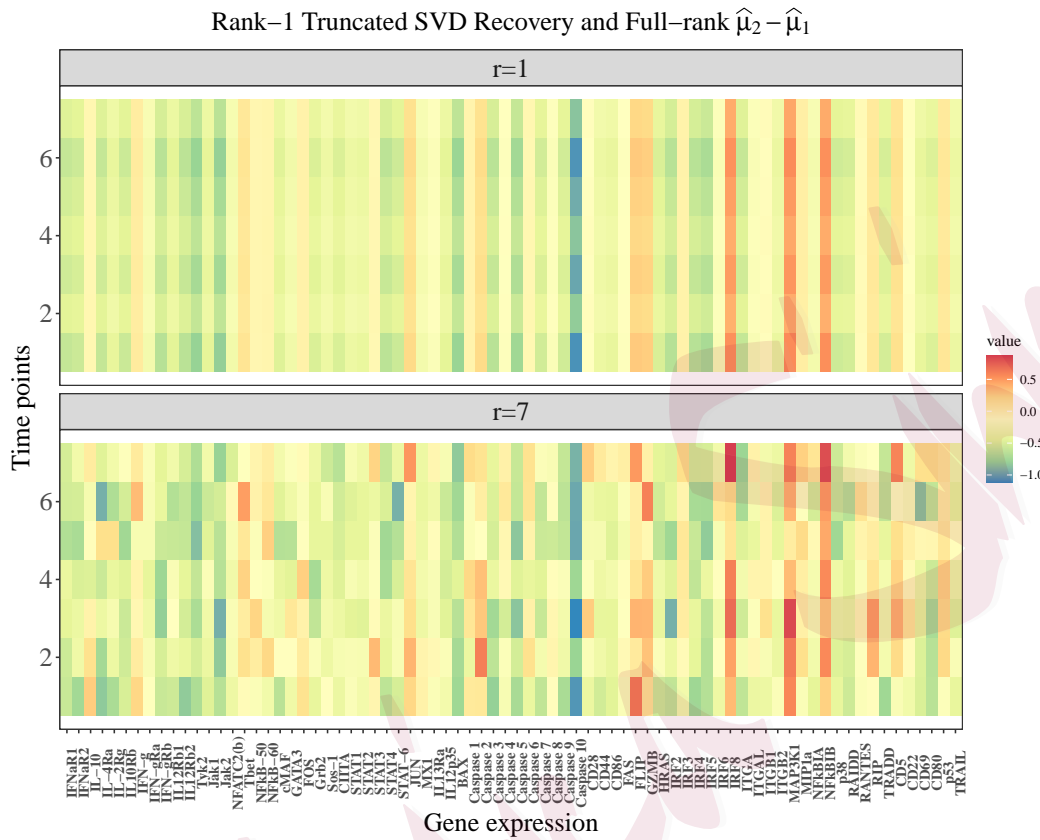 Rank−1 Truncated SVD Recovery and Full−rank μ̂₂ − μ̂₁
r=1
6
4
2
r=7
6
4
2
Time points
value
0.5
0.0
−0.5
−1.0
IFNaR1
IFNaR2
IL−10
IL−4Ra
IL−2Rg
IL10Rb
IFN−g
IFN−gRa
IFN−gRb
IL12Rb1
IL12Rb2
Tyk2
Jak1
Jak2
NFATC2(b)
Tbet
NFkB−50
NFkB−60
cMAF
GATA3
FOS
Grb2
Sos−1
CIITA
STAT1
STAT2
STAT3
STAT4
STAT−6
JUN
MX1
IL13Ra
IL12p35
Caspase 1
Caspase 2
Caspase 3
Caspase 4
Caspase 5
Caspase 6
Caspase 7
Caspase 8
Caspase 9
Caspase 10
CD28
CD44
CD86
FAS
FLIP
GZMB
HRAS
IRF2
IRF3
IRF4
IRF5
IRF6
IRF8
ITGA
ITGAL
ITGB1
ITGB2
MAP3K1
MIP1a
NFkBIA
NFkBIB
p38
RANTES
RIP
TRADD
CD5
CD69
CD80
p53
TRAIL
Gene expression